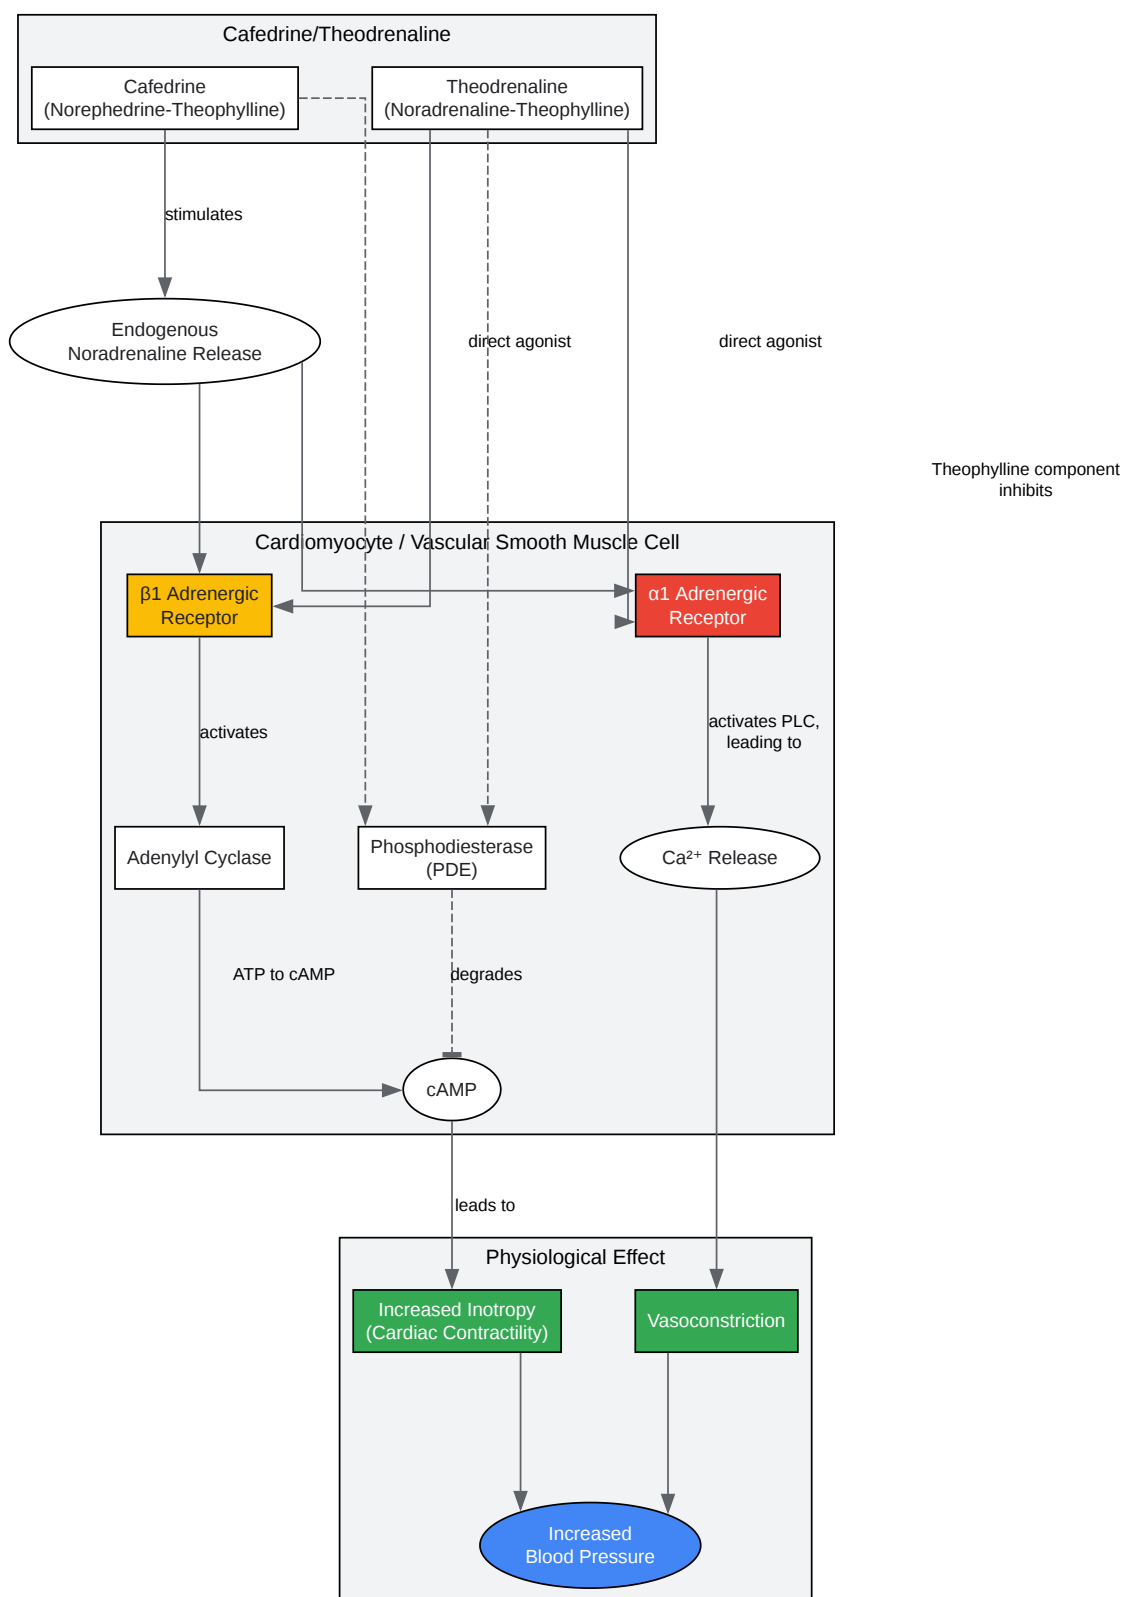 Cafedrine/Theodrenaline
Cafedrine
(Norephedrine-Theophylline)
Theodrenaline
(Noradrenaline-Theophylline)
stimulates
Endogenous
Noradrenaline Release
direct agonist
direct agonist
Theophylline component
inhibits
Cardiomyocyte / Vascular Smooth Muscle Cell
β1 Adrenergic
Receptor
α1 Adrenergic
Receptor
activates
activates PLC,
leading to
Adenylyl Cyclase
Phosphodiesterase
(PDE)
Ca²⁺ Release
ATP to cAMP
degrades
cAMP
leads to
Physiological Effect
Increased Inotropy
(Cardiac Contractility)
Vasoconstriction
Increased
Blood Pressure